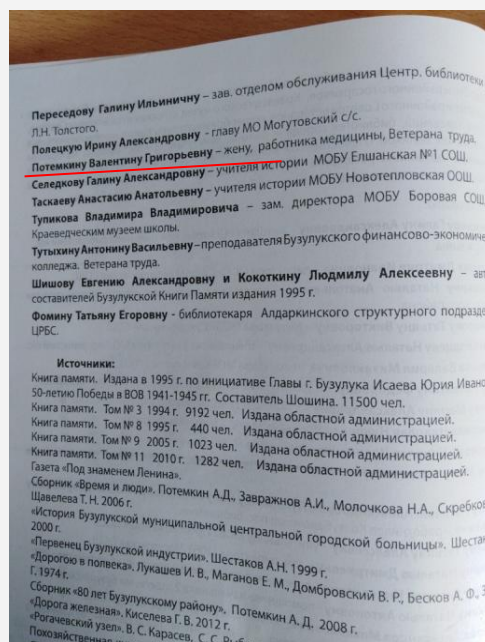 Переседову Галину Ильиничну – зав. отделом обслуживания Центр. библиотеки
Л.Н. Толстого.
Полецкую Ирину Александровну - главу МО Могутовский с/с.
Потемкину Валентину Григорьевну – жену, работника медицины, Ветерана труда.
Селедкову Галину Александровну – учителя истории МОБУ Елшанская №1 СОШ.
Таскаеву Анастасию Анатольевну – учителя истории МОБУ Новотепловская ООШ.
Тупикова Владимира Владимировича – зам. директора МОБУ Боровая СОШ
Краеведческим музеем школы.
Тутыхину Антонину Васильевну – преподавателя Бузулукского финансово-экономиче
колледжа. Ветерана труда.
Шишову Евгению Александровну и Кокоткину Людмилу Алексеевну – авт
составителей Бузулукской Книги Памяти издания 1995 г.
Фомину Татьяну Егоровну - библиотекаря Алдаркинского структурного подразде
ЦРБС.
Источники:
Книга памяти. Издана в 1995 г. по инициативе Главы г. Бузулука Исаева Юрия Ивано
50-летию Победы в ВОВ 1941-1945 гг. Составитель Шошина. 11500 чел.
Книга памяти. Том № 3 1994 г. 9192 чел. Издана областной администрацией.
Книга памяти. Том № 8 1995 г. 440 чел. Издана областной администрацией.
Книга памяти. Том № 9 2005 г. 1023 чел. Издана областной администрацией.
Книга памяти. Том № 11 2010 г. 1282 чел. Издана областной администрацией.
Газета «Под знаменем Ленина».
Сборник «Время и люди». Потемкин А.Д., Завражнов А.И., Молочкова Н.А., Скребков
Щавелева Т. Н. 2006 г.
«История Бузулукской муниципальной центральной городской больницы». Шестак
2000 г.
«Первенец Бузулукской индустрии». Шестаков А.Н. 1999 г.
«Дорогою в полвека». Лукашев И. В., Маганов Е. М., Домбровский В. Р., Бесков А. Ф., З
Г. 1974 г.
Сборник «80 лет Бузулукскому району». Потемкин А. Д. 2008 г.
«Дорога железная». Киселева Г. В. 2012 г.
«Рогачевский узел». В. С. Карасев, С. С.